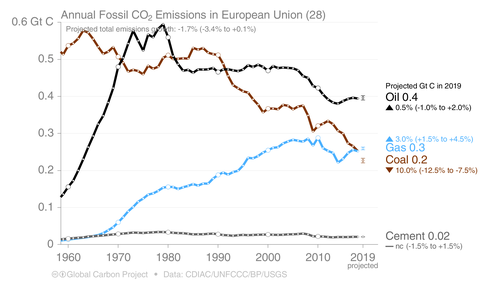 Annual Fossil CO₂ Emissions in European Union (28)
0.6 Gt C
Projected total emissions growth: -1.7% (-3.4% to +0.1%)
0.5
0.4
0.3
0.2
0.1
0
1960 1970 1980 1990 2000 2010 2019
projected
Projected Gt C in 2019
Oil 0.4
▲ 0.5% (-1.0% to +2.0%)
▲ 3.0% (+1.5% to +4.5%)
Gas 0.3
Coal 0.2
▼ 10.0% (-12.5% to -7.5%)
Cement 0.02
nc (-1.5% to +1.5%)
Global Carbon Project • Data: CDIAC/UNFCCC/BP/USGS